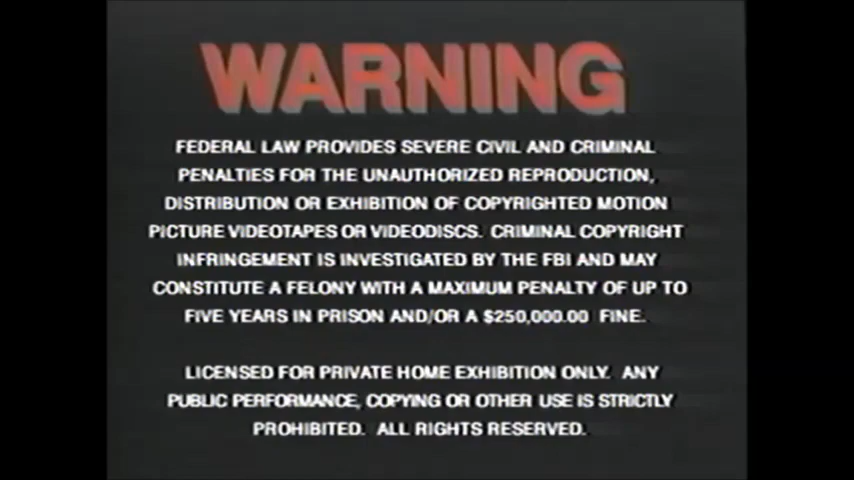 WARNING
FEDERAL LAW PROVIDES SEVERE CIVIL AND CRIMINAL
PENALTIES FOR THE UNAUTHORIZED REPRODUCTION,
DISTRIBUTION OR EXHIBITION OF COPYRIGHTED MOTION
PICTURE VIDEOTAPES OR VIDEODISCS. CRIMINAL COPYRIGHT
INFRINGEMENT IS INVESTIGATED BY THE FBI AND MAY
CONSTITUTE A FELONY WITH A MAXIMUM PENALTY OF UP TO
FIVE YEARS IN PRISON AND/OR A $250,000.00 FINE.
LICENSED FOR PRIVATE HOME EXHIBITION ONLY. ANY
PUBLIC PERFORMANCE, COPYING OR OTHER USE IS STRICTLY
PROHIBITED. ALL RIGHTS RESERVED.